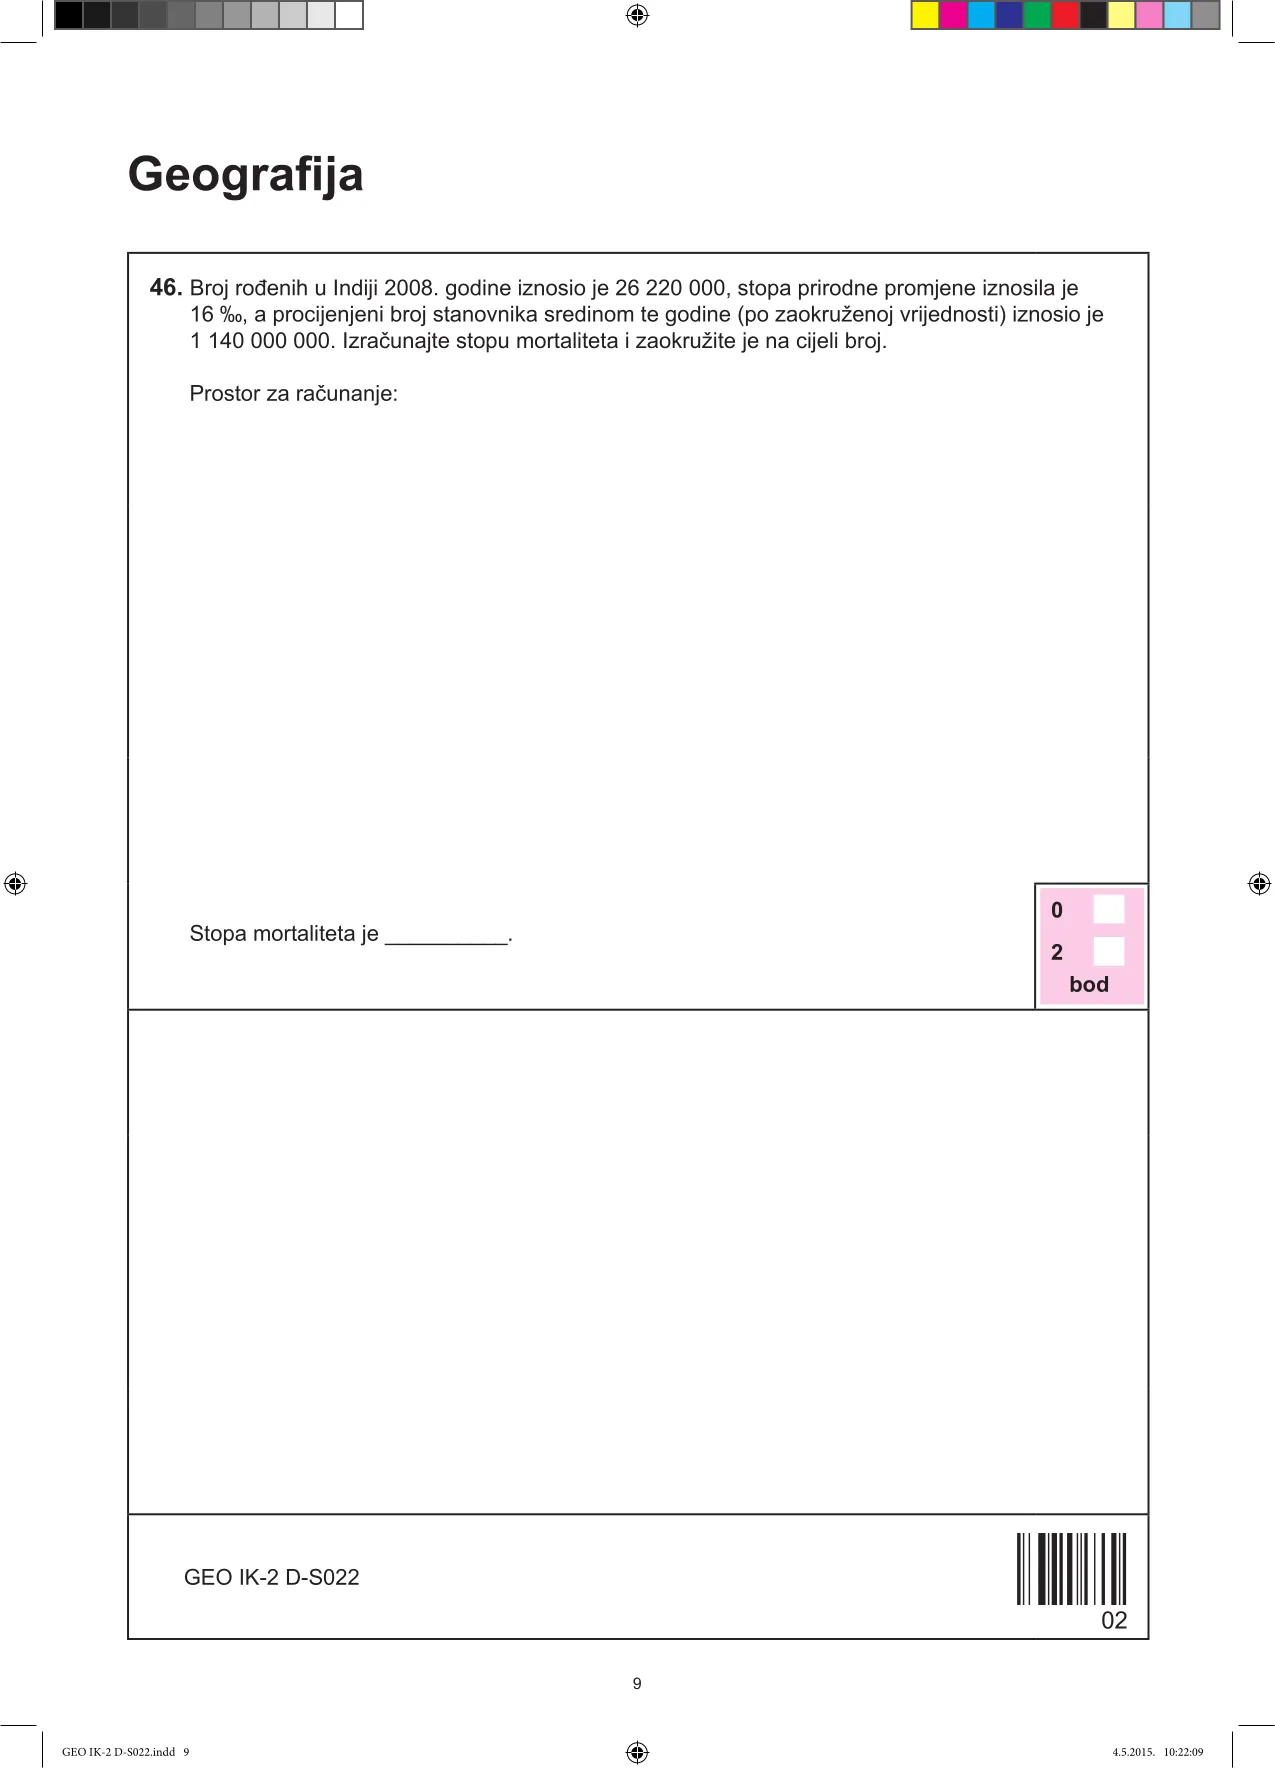 Geografija
46. Broj rođenih u Indiji 2008. godine iznosio je 26 220 000, stopa prirodne promjene iznosila je
16 ‰, a procijenjeni broj stanovnika sredinom te godine (po zaokruženoj vrijednosti) iznosio je
1 140 000 000. Izračunajte stopu mortaliteta i zaokružite je na cijeli broj.
Prostor za računanje:
0
Stopa mortaliteta je __________.
2
bod
GEO IK-2 D-S022
02
9
GEO IK-2 D-S022.indd 9
4.5.2015. 10:22:09